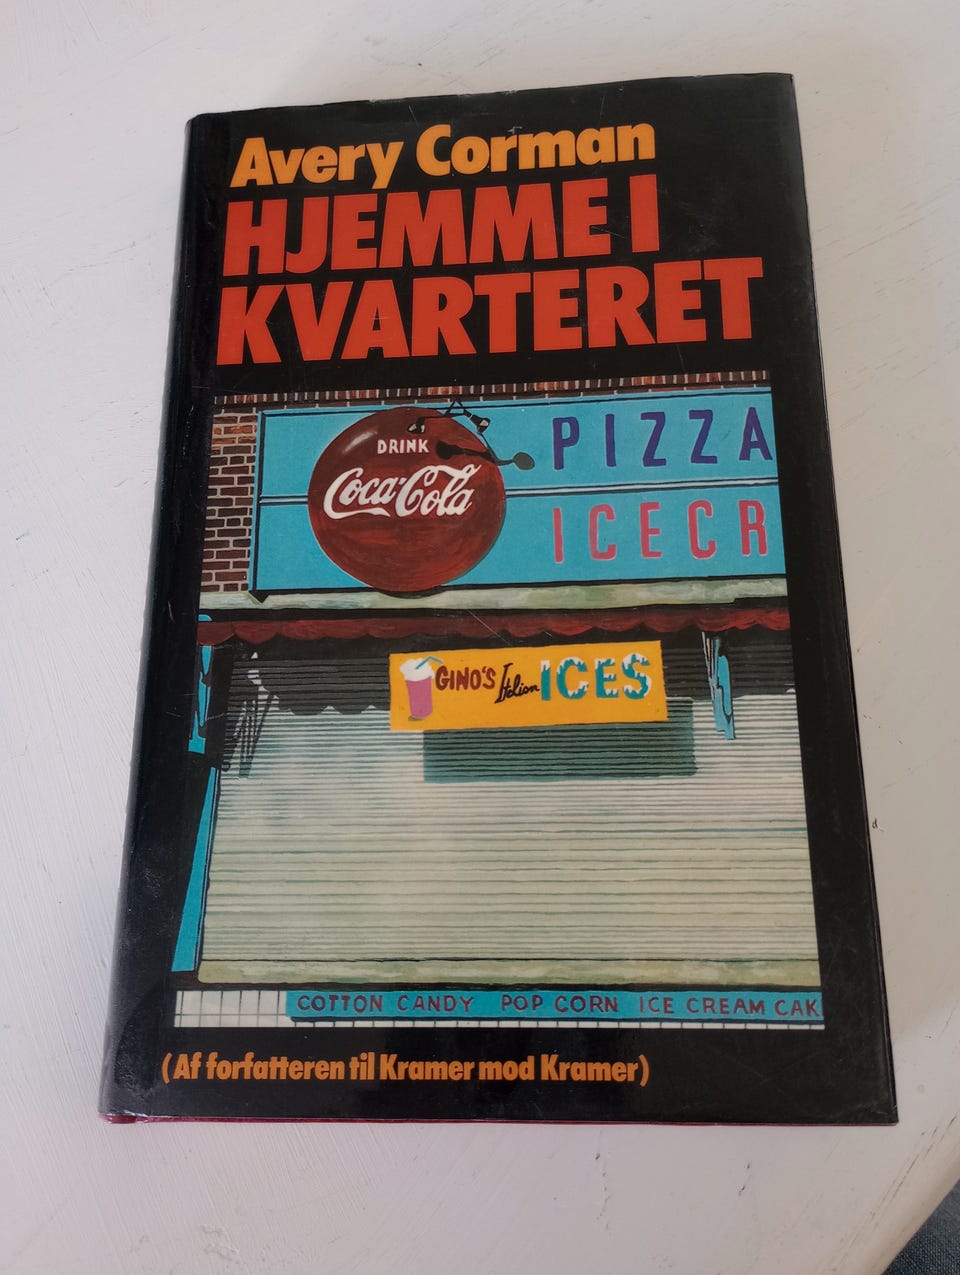 Avery Corman
HJEMME I
KVARTERET
DRINK
Coca-Cola
PIZZA
ICECR
GINO'S Italian ICES
COTTON CANDY POP CORN ICE CREAM CAK
(Af forfatteren til Kramer mod Kramer)